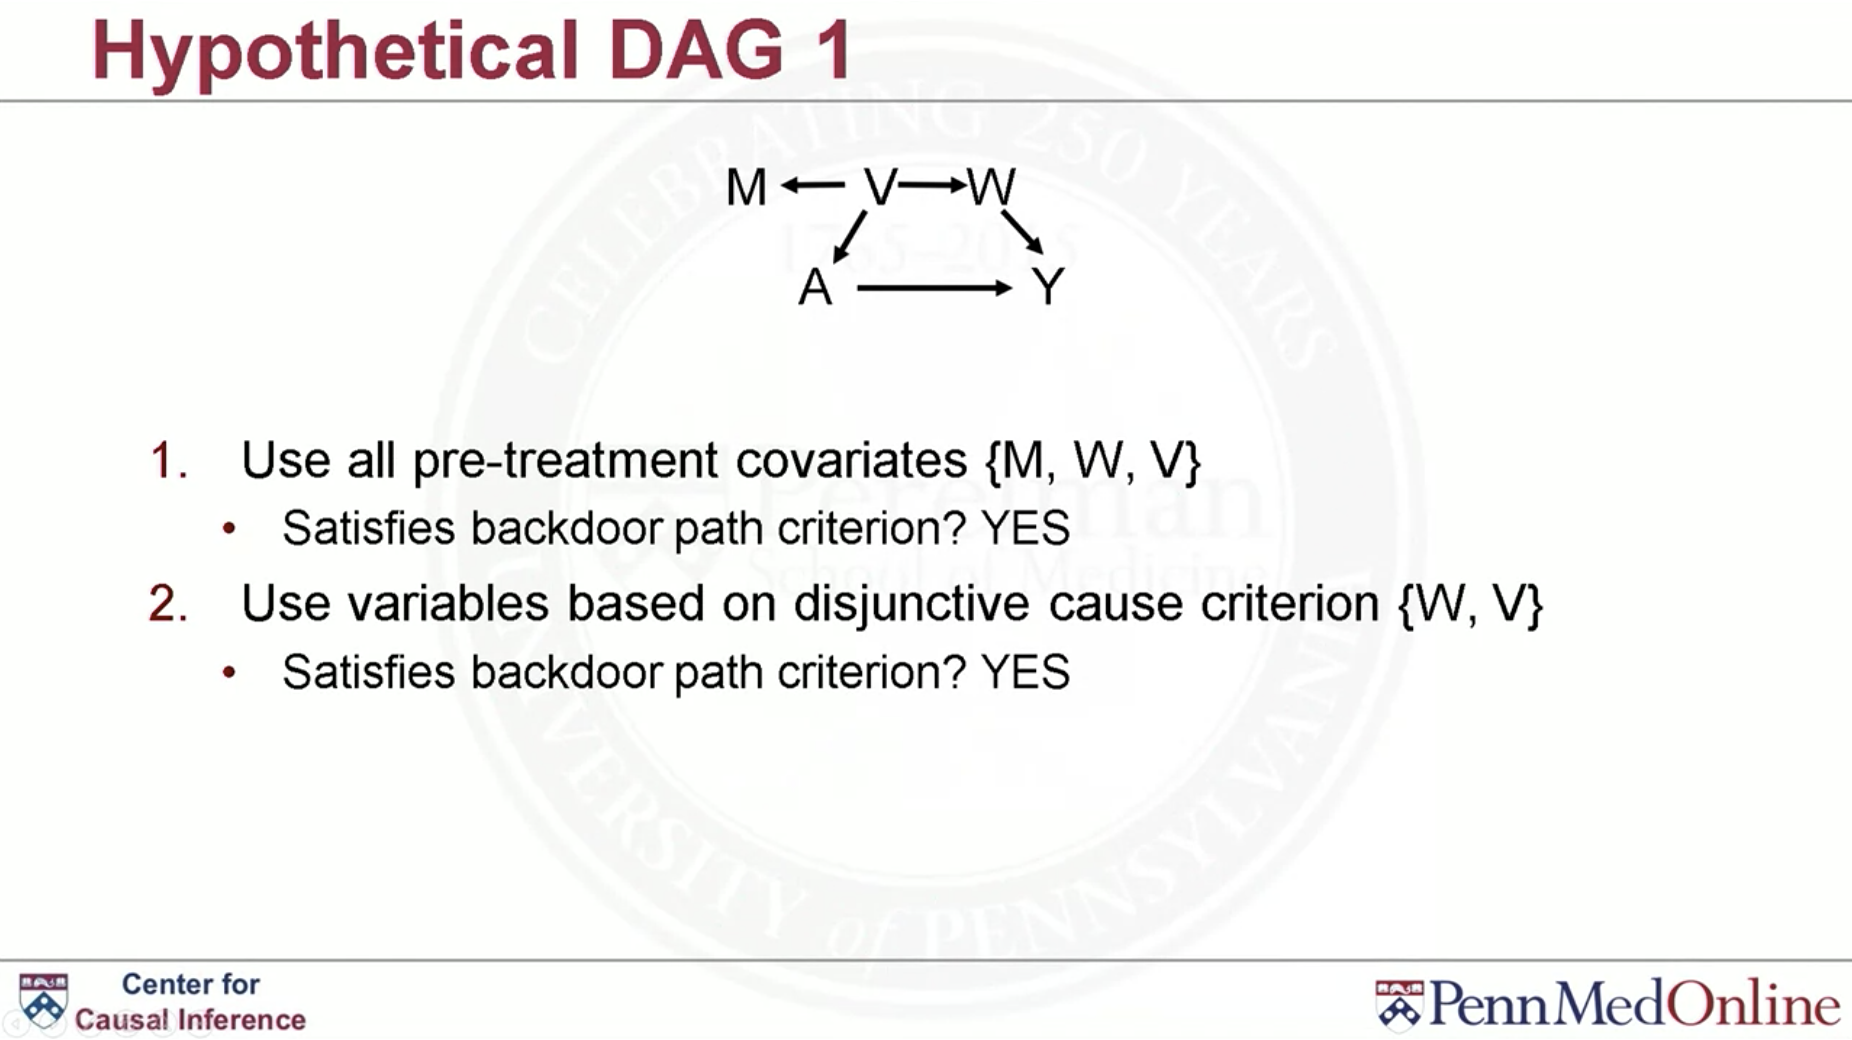 Hypothetical DAG 1
M V W
A Y
1. Use all pre-treatment covariates {M, W, V}
• Satisfies backdoor path criterion? YES
2. Use variables based on disjunctive cause criterion {W, V}
• Satisfies backdoor path criterion? YES
CELEBRATING 250 YEARS
1765–2015
Perelman
School of Medicine
UNIVERSITY of PENNSYLVANIA
Center for
Causal Inference
PennMedOnline